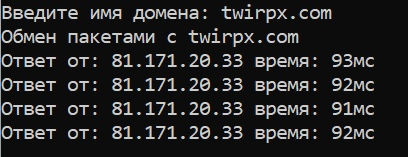 Введите имя домена: twirpx.com
Обмен пакетами с twirpx.com
Ответ от: 81.171.20.33 время: 93мс
Ответ от: 81.171.20.33 время: 92мс
Ответ от: 81.171.20.33 время: 91мс
Ответ от: 81.171.20.33 время: 92мс